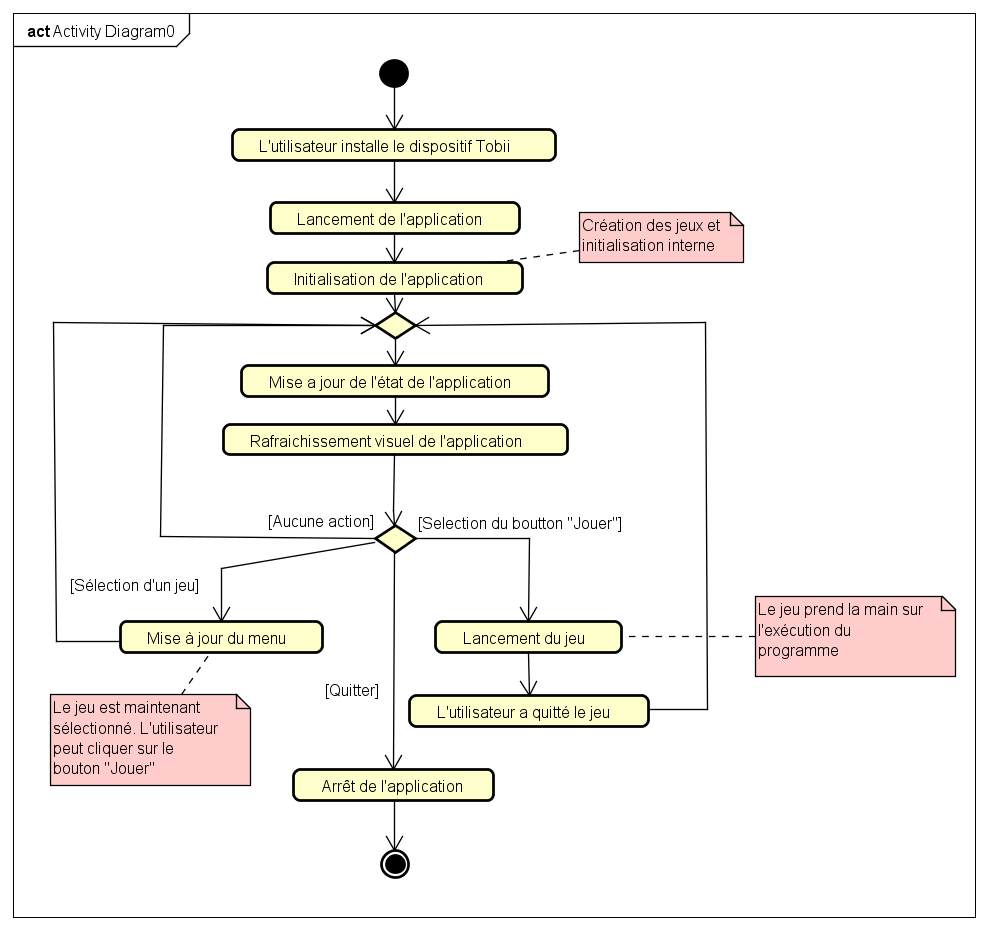 act Activity Diagram0
L'utilisateur installe le dispositif Tobii
Lancement de l'application
Création des jeux et
initialisation interne
Initialisation de l'application
Mise a jour de l'état de l'application
Rafraichissement visuel de l'application
[Aucune action]
[Selection du boutton "Jouer"]
[Sélection d'un jeu]
Mise à jour du menu
Lancement du jeu
Le jeu prend la main sur
l'exécution du
programme
[Quitter]
L'utilisateur a quitté le jeu
Le jeu est maintenant
sélectionné. L'utilisateur
peut cliquer sur le
bouton "Jouer"
Arrêt de l'application